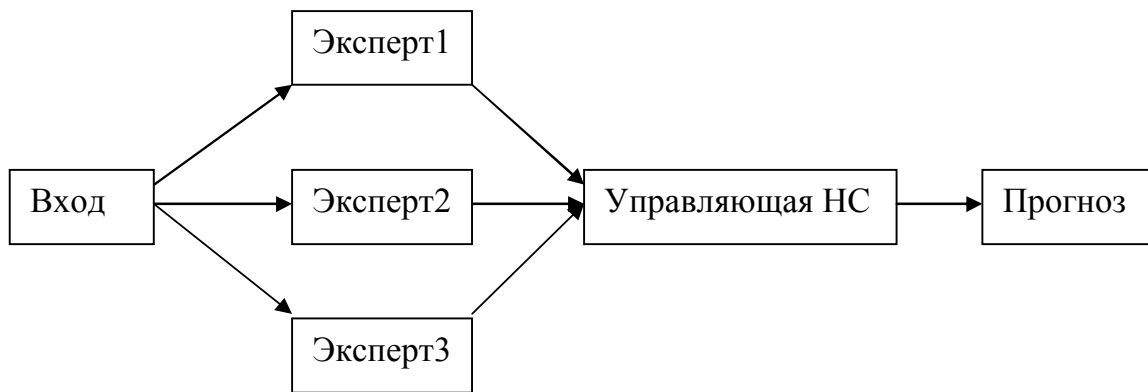 Эксперт1
Вход
Эксперт2
Управляющая НС
Прогноз
Эксперт3